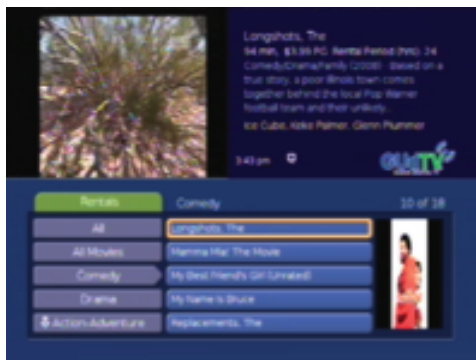 Longshots, The
94 min, $3.99 PG, Rental Period (hrs): 24
Comedy/Drama/Family (2008) Based on a
true story, a poor Illinois town comes
together behind the local Pop Warner
football team and their unlikely...
Ice Cube, Keke Palmer, Glenn Plummer
3:43 pm
TV
Rentals
Comedy
10 of 18
All
Longshots, The
All Movies
Mamma Mia! The Movie
Comedy
My Best Friend's Girl (Unrated)
Drama
My Name is Bruce
Action-Adventure
Replacements, The